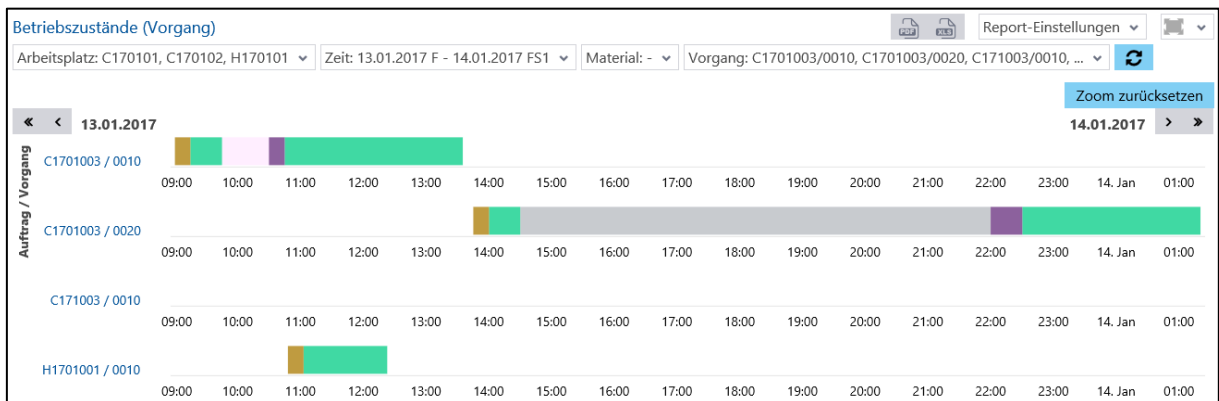 Betriebszustände (Vorgang)
PDF XLS Report-Einstellungen
Arbeitsplatz: C170101, C170102, H170101 Zeit: 13.01.2017 F - 14.01.2017 FS1 Material: - Vorgang: C1701003/0010, C1701003/0020, C171003/0010, ...
Zoom zurücksetzen
« ‹ 13.01.2017 14.01.2017 › »
Auftrag / Vorgang
C1701003 / 0010
09:00 10:00 11:00 12:00 13:00 14:00 15:00 16:00 17:00 18:00 19:00 20:00 21:00 22:00 23:00 14. Jan 01:00
C1701003 / 0020
09:00 10:00 11:00 12:00 13:00 14:00 15:00 16:00 17:00 18:00 19:00 20:00 21:00 22:00 23:00 14. Jan 01:00
C171003 / 0010
09:00 10:00 11:00 12:00 13:00 14:00 15:00 16:00 17:00 18:00 19:00 20:00 21:00 22:00 23:00 14. Jan 01:00
H1701001 / 0010
09:00 10:00 11:00 12:00 13:00 14:00 15:00 16:00 17:00 18:00 19:00 20:00 21:00 22:00 23:00 14. Jan 01:00